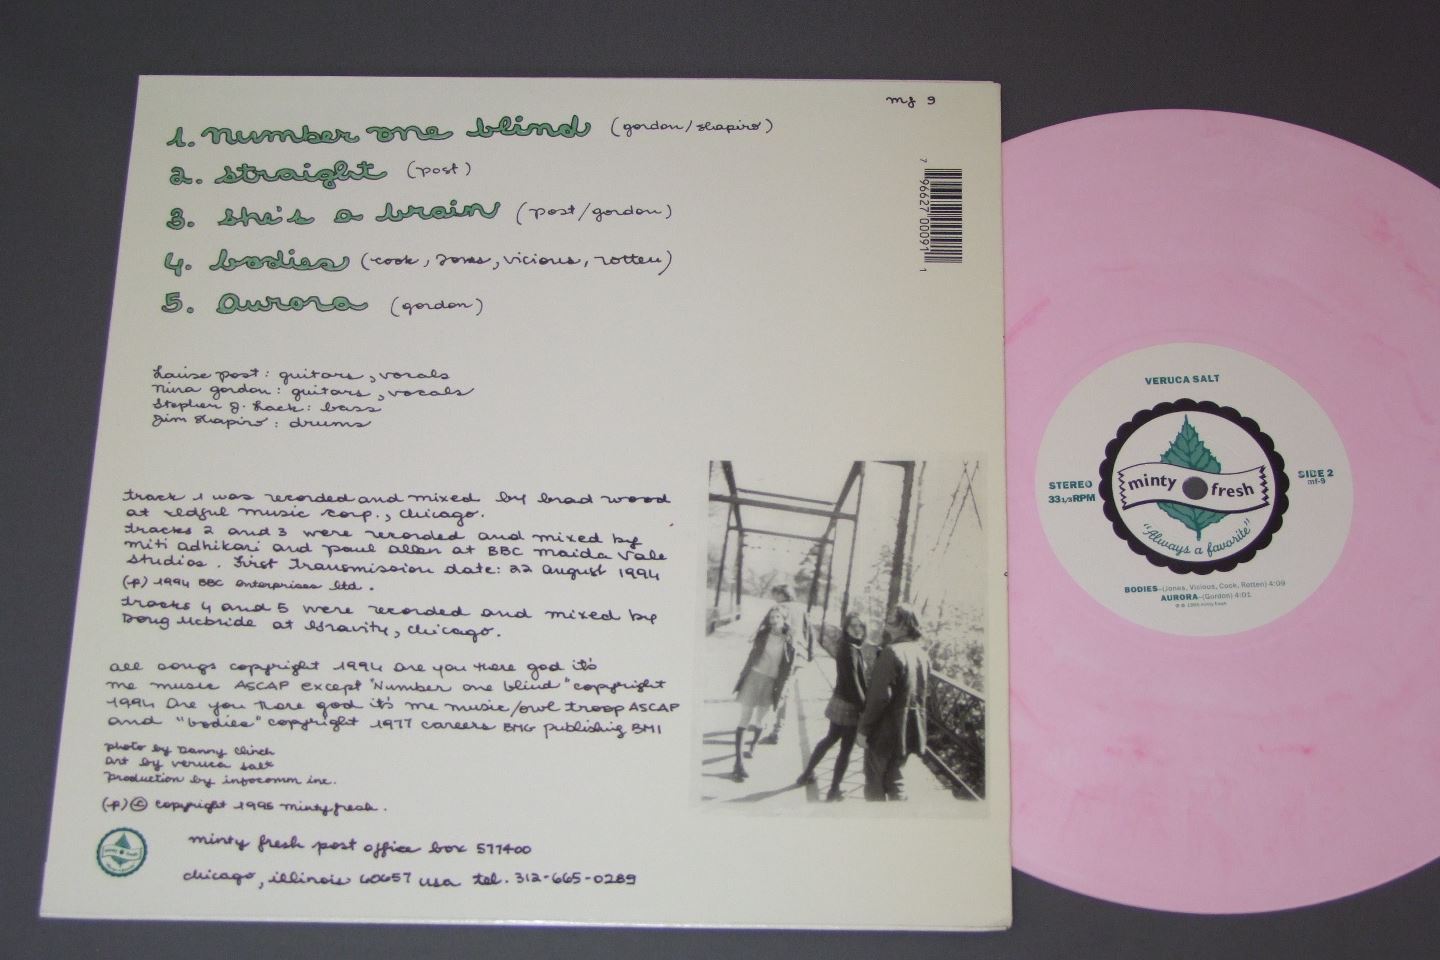 mf 9
1. number one blind (gordon/shapiro)
2. straight (post)
3. she's a brain (post/gordon)
4. bodies (cook, jones, vicious, rotten)
5. aurora (gordon)
7 96627 00009 1 1
Louise post: guitars, vocals
Nina gordon: guitars, vocals
Stephen J. Lack: bass
Jim Shapiro: drums
track 1 was recorded and mixed by brad wood
at idful music corp., chicago.
tracks 2 and 3 were recorded and mixed by
miti adhikari and paul allen at BBC maida vale
studios. First Transmission date: 22 august 1994
(p) 1994 BBC enterprises ltd.
tracks 4 and 5 were recorded and mixed by
Doug Mcbride at Gravity, chicago.
all songs copyright 1994 are you there god it's
me music ASCAP except "Number one blind" copyright
1994 are you there god it's me music/owl troop ASCAP
and "bodies" copyright 1977 careers BMG publishing BMI
photo by Danny Clinch
art by veruca salt
production by infocomm inc.
(p) © copyright 1995 minty fresh.
minty fresh post office box 577400
chicago, illinois 60657 usa tel. 312-665-0289
VERUCA SALT
STEREO
33 1/3 RPM
SIDE 2
mf-9
minty fresh
"Always a favorite"
BODIES–(Jones, Vicious, Cook, Rotten) 4:09
AURORA–(Gordon) 4:01
℗ © 1995 minty fresh